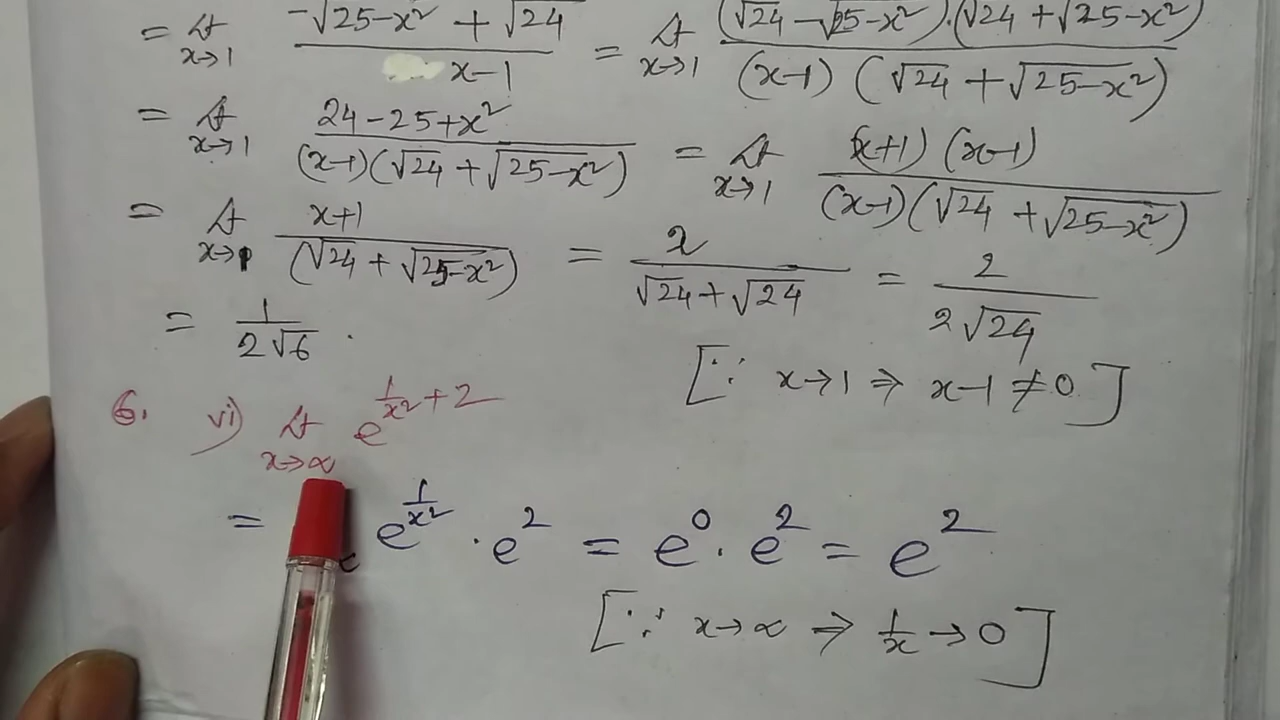 = Lt x→1 (-√25-x² + √24)/(x-1) = Lt x→1 ((√24 - √25-x²).(√24 + √25-x²))/((x-1) (√24 + √25-x²))
= Lt x→1 (24-25+x²)/((x-1)(√24 + √25-x²)) = Lt x→1 ((x+1) (x-1))/((x-1)(√24 + √25-x²))
= Lt x→1 (x+1)/((√24 + √25-x²)) = 2/(√24+√24) = 2/(2√24)
= 1/(2√6) .
[∵ x→1 ⇒ x-1 ≠ 0]
6. vi) Lt x→∞ e^(1/x² + 2)
= e^(1/x²) . e² = e⁰ . e² = e²
[∵ x→∞ ⇒ 1/x → 0]